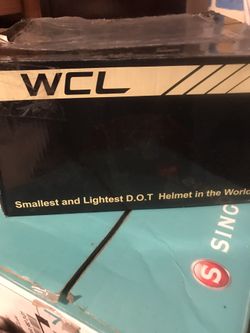 WCL
Smallest and Lightest D.O.T Helmet in the World
S SING